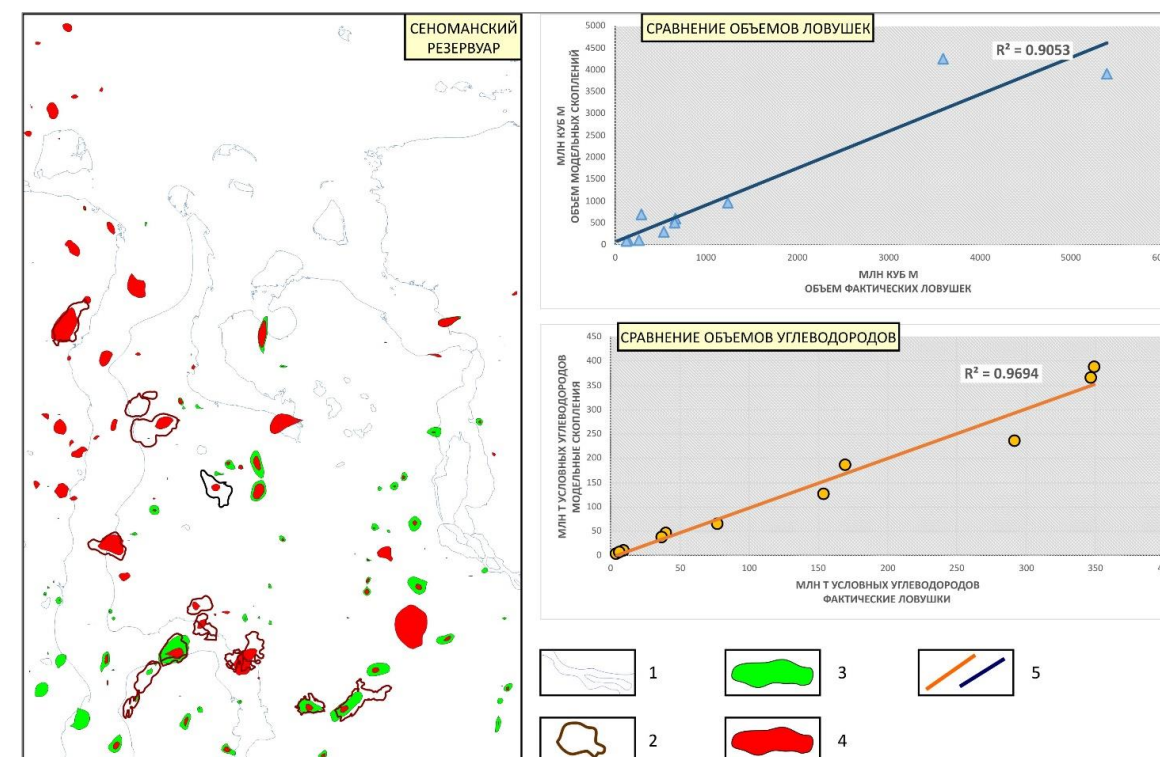 СЕНОМАНСКИЙ
РЕЗЕРВУАР
СРАВНЕНИЕ ОБЪЕМОВ ЛОВУШЕК
R² = 0.9053
5000
4500
4000
3500
3000
2500
2000
1500
1000
500
0
МЛН КУБ М
ОБЪЕМ МОДЕЛЬНЫХ СКОПЛЕНИЙ
0
1000
2000
3000
4000
5000
МЛН КУБ М
ОБЪЕМ ФАКТИЧЕСКИХ ЛОВУШЕК
СРАВНЕНИЕ ОБЪЕМОВ УГЛЕВОДОРОДОВ
R² = 0.9694
450
400
350
300
250
200
150
100
50
0
МЛН Т УСЛОВНЫХ УГЛЕВОДОРОДОВ
МОДЕЛЬНЫЕ СКОПЛЕНИЯ
0
50
100
150
200
250
300
350
МЛН Т УСЛОВНЫХ УГЛЕВОДОРОДОВ
ФАКТИЧЕСКИЕ ЛОВУШКИ
1
3
5
2
4